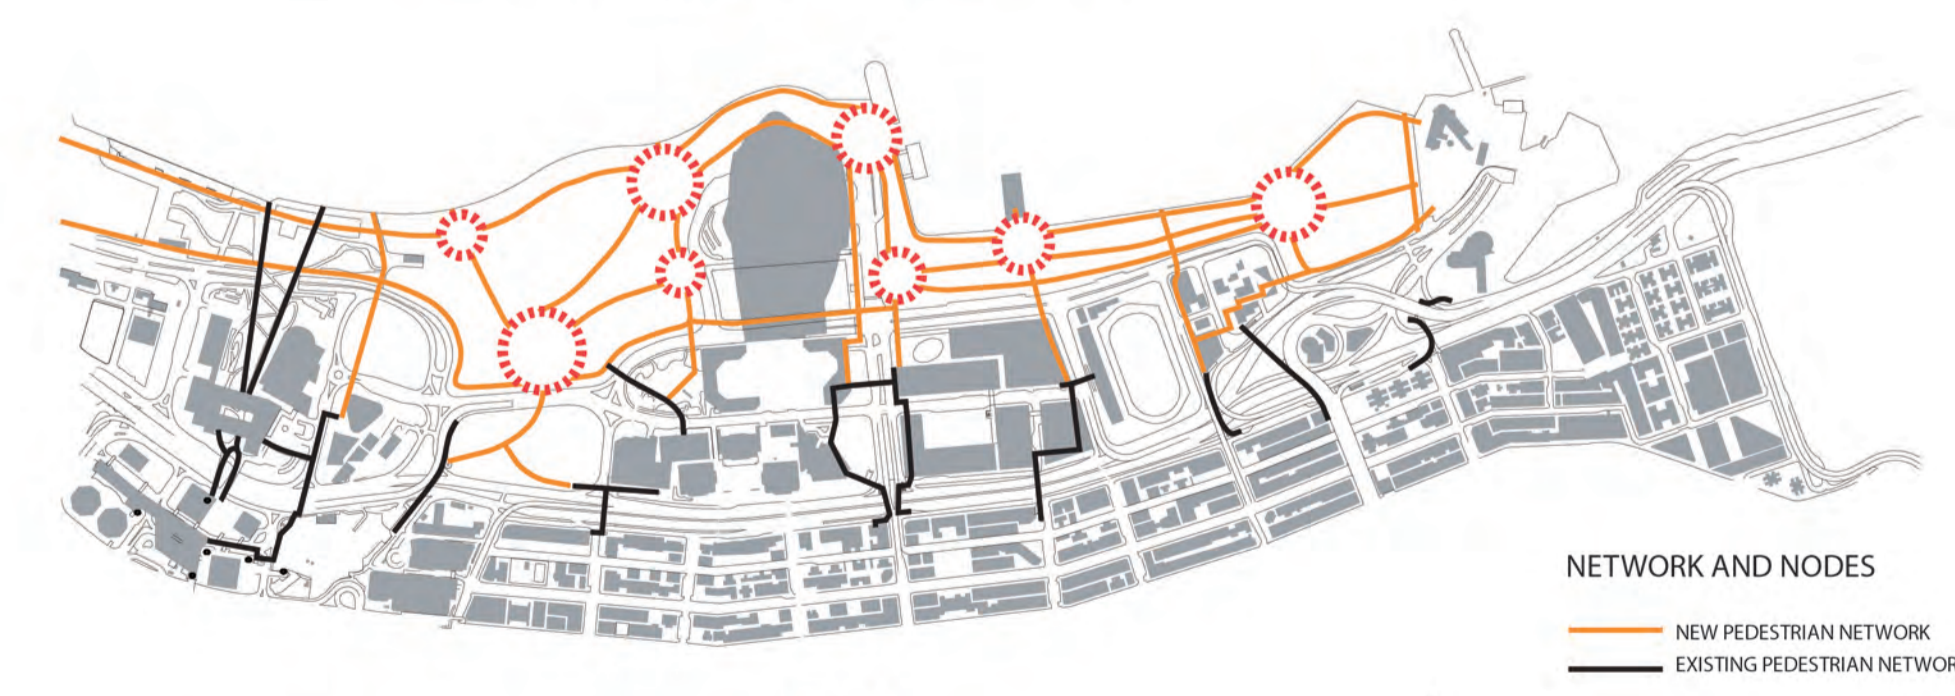 NETWORK AND NODES
NEW PEDESTRIAN NETWORK
EXISTING PEDESTRIAN NETWOR